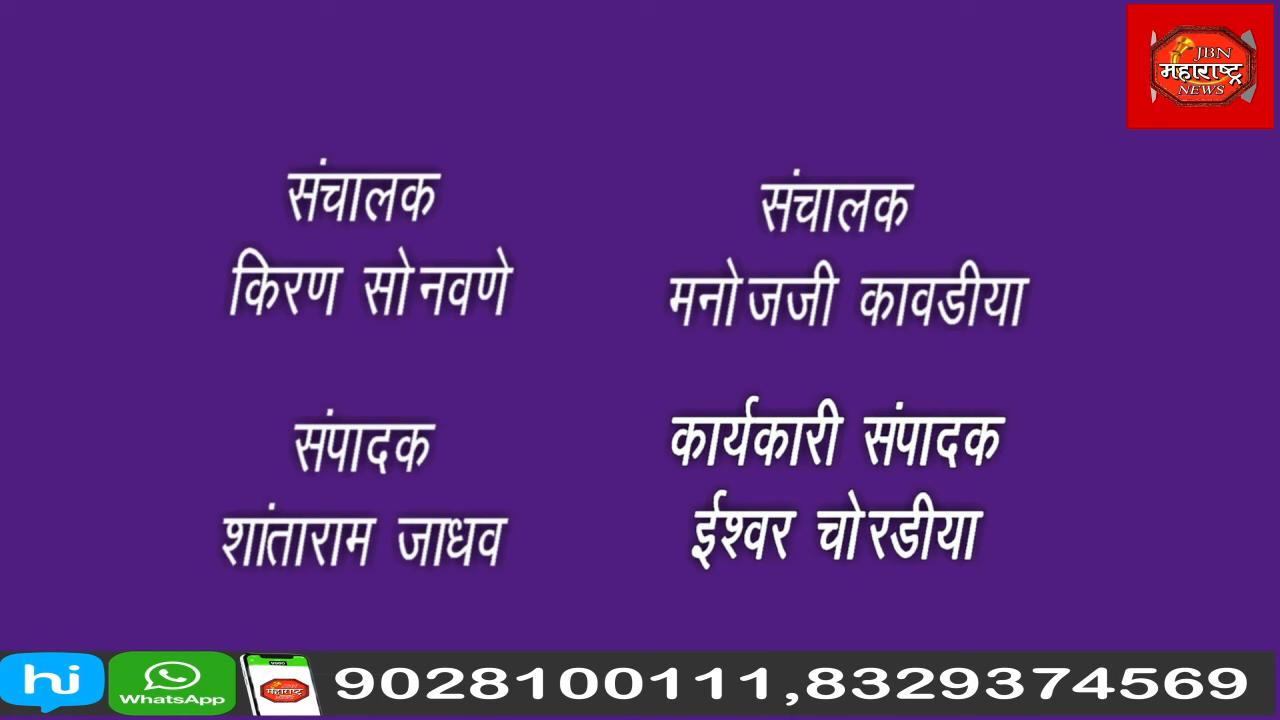 JBN
महाराष्ट्र
NEWS
संचालक
किरण सोनवणे
संचालक
मनोजजी कावडीया
संपादक
शांताराम जाधव
कार्यकारी संपादक
ईश्वर चोरडीया
hi
WhatsApp
महाराष्ट्र
9028100111,8329374569